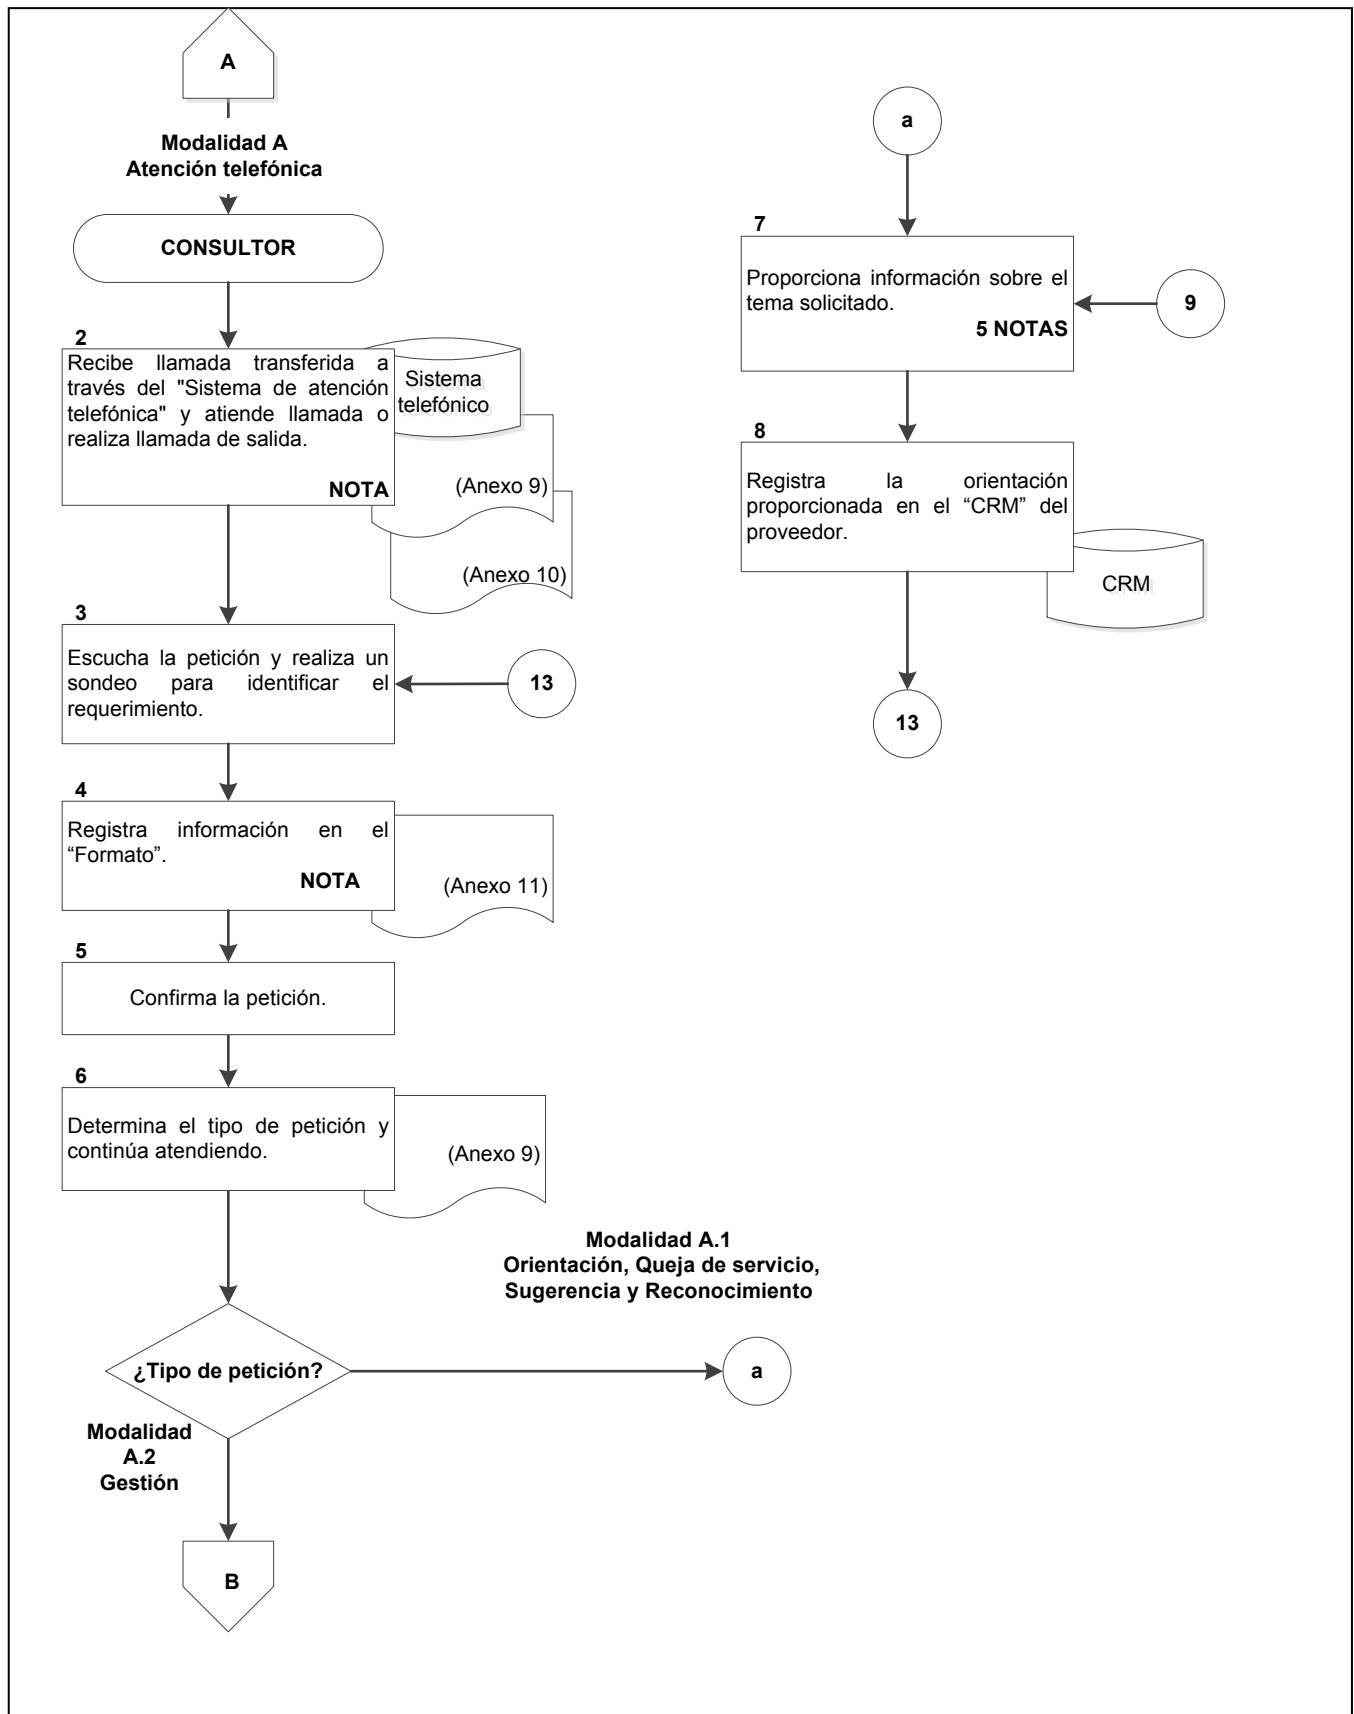 A
Modalidad A
Atención telefónica
CONSULTOR
2
Recibe llamada transferida a
través del "Sistema de atención
telefónica" y atiende llamada o
realiza llamada de salida.
NOTA
Sistema
telefónico
(Anexo 9)
(Anexo 10)
3
Escucha la petición y realiza un
sondeo para identificar el
requerimiento.
13
4
Registra información en el
“Formato”.
NOTA
(Anexo 11)
5
Confirma la petición.
6
Determina el tipo de petición y
continúa atendiendo.
(Anexo 9)
Modalidad A.1
Orientación, Queja de servicio,
Sugerencia y Reconocimiento
¿Tipo de petición?
a
Modalidad
A.2
Gestión
B
a
7
Proporciona información sobre el
tema solicitado.
5 NOTAS
9
8
Registra la orientación
proporcionada en el “CRM” del
proveedor.
CRM
13